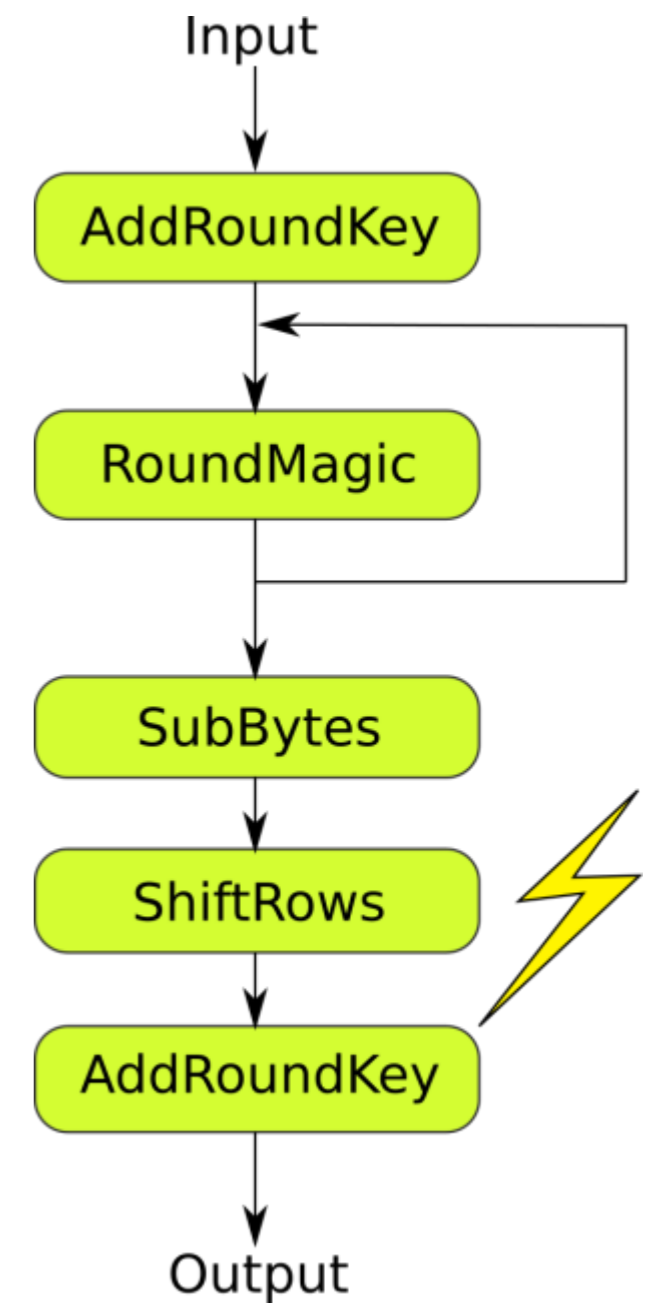 Input
AddRoundKey
RoundMagic
SubBytes
ShiftRows
AddRoundKey
Output